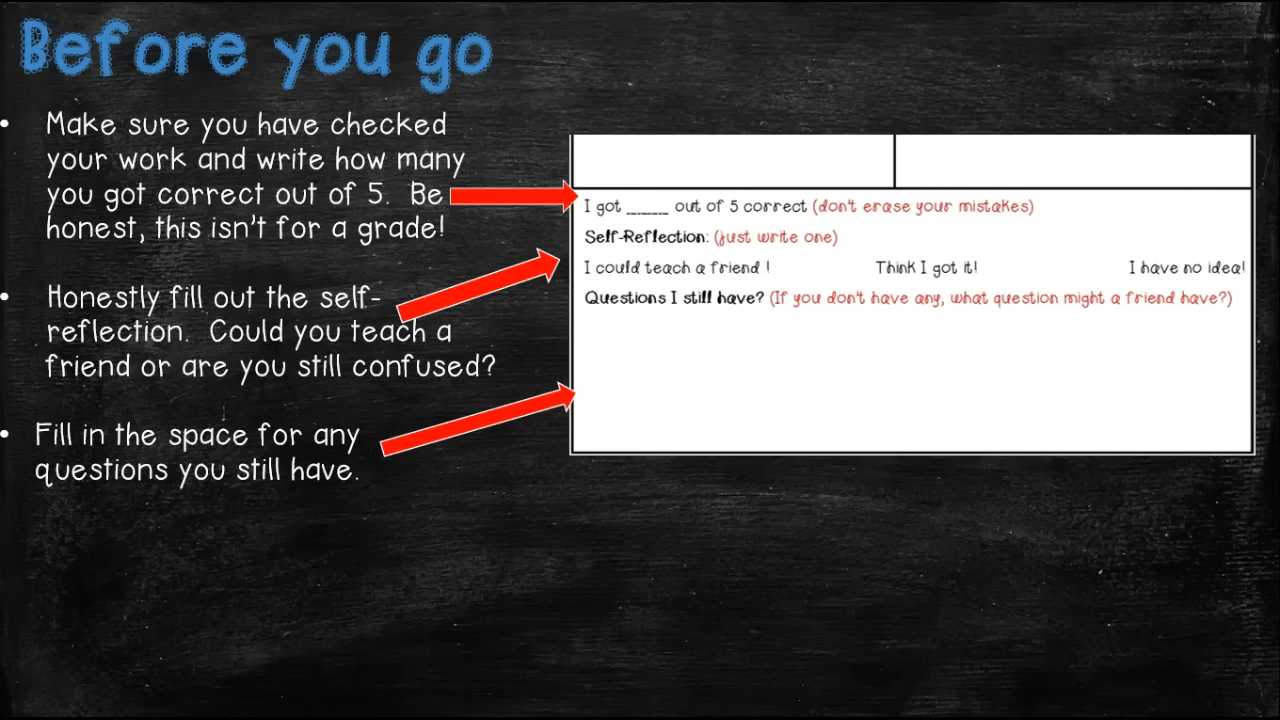 Before you go
• Make sure you have checked
your work and write how many
you got correct out of 5. Be
honest, this isn't for a grade!
• Honestly fill out the self-
reflection. Could you teach a
friend or are you still confused?
• Fill in the space for any
questions you still have.
I got ______ out of 5 correct (don't erase your mistakes)
Self-Reflection: (just write one)
I could teach a friend ! Think I got it! I have no idea!
Questions I still have? (If you don't have any, what question might a friend have?)